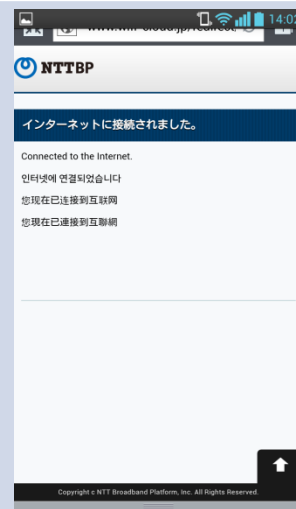 14:02
NTTBP
インターネットに接続されました。
Connected to the Internet.
인터넷에 연결되었습니다
您现在已连接到互联网
您現在已連接到互聯網
Copyright c NTT Broadband Platform, Inc. All Rights Reserved.